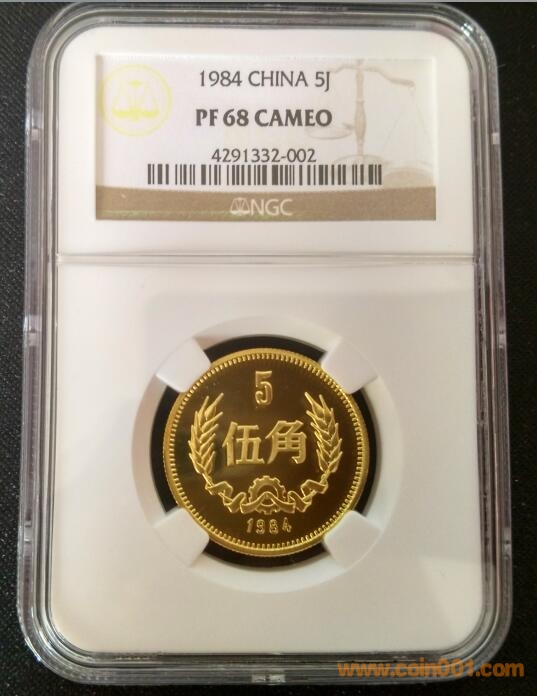 1984 CHINA 5J
PF 68 CAMEO
4291332-002
NGC
5
伍角
1984
www.coin001.com